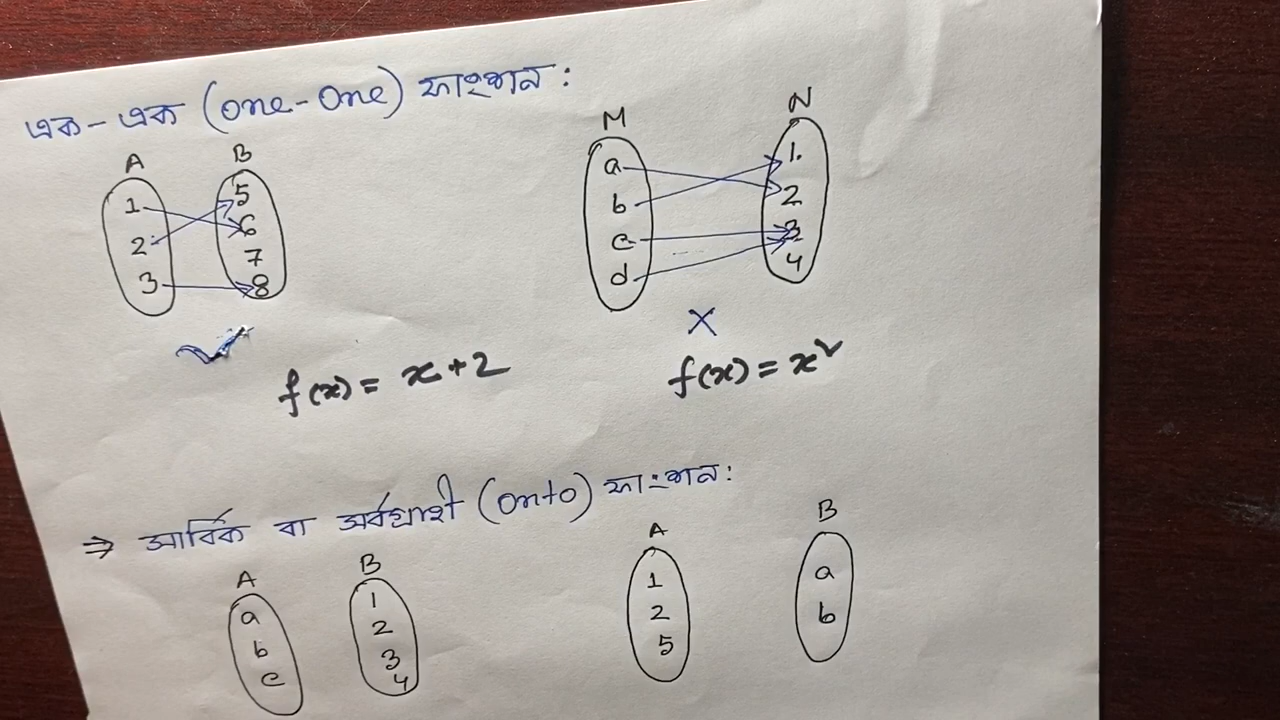 এক-এক (one-One) ফাংশন:
A B
1 5
2 6
3 7
8
M N
a 1.
b 2
c 3
d 4
✓
×
f(x) = x+2
f(x) = x²
⇒ সার্বিক বা সর্বগ্রাহী (Onto) ফাংশন:
A B
a 1
b 2
c 3
4
A B
1 a
2 b
5